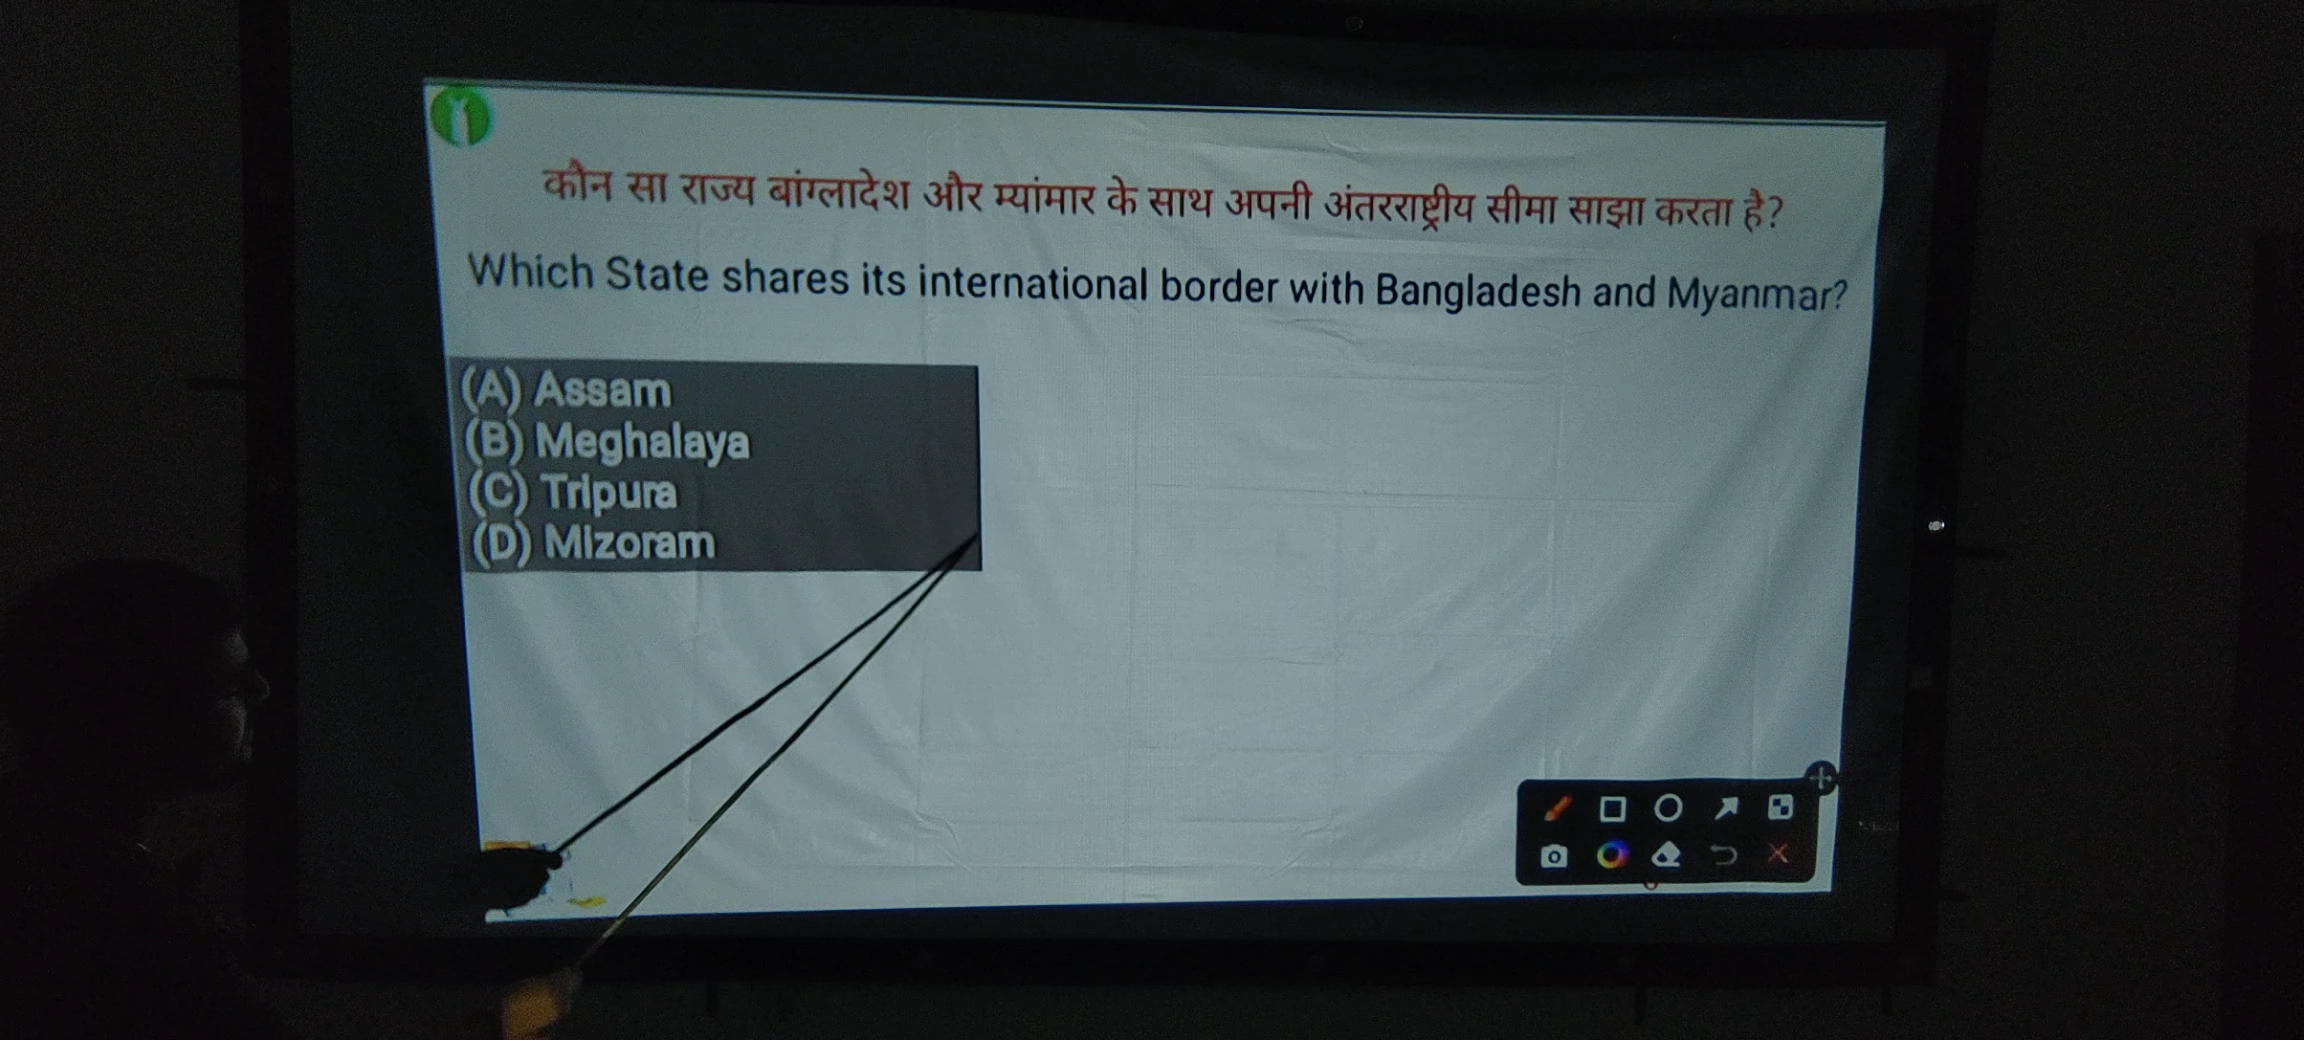 कौन सा राज्य बांग्लादेश और म्यांमार के साथ अपनी अंतरराष्ट्रीय सीमा साझा करता है?
Which State shares its international border with Bangladesh and Myanmar?
(A) Assam
(B) Meghalaya
(C) Tripura
(D) Mizoram